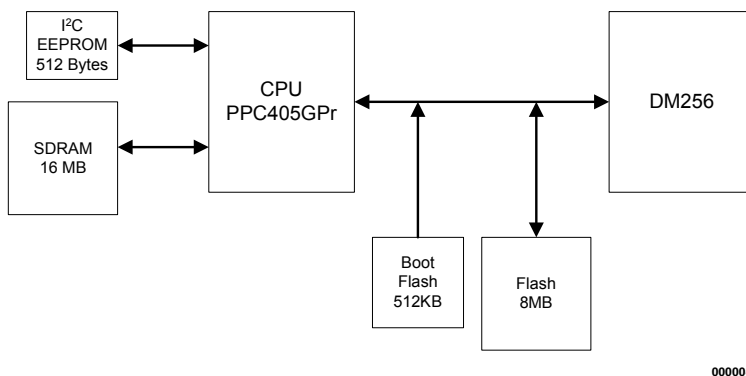 I²C
EEPROM
512 Bytes
SDRAM
16 MB
CPU
PPC405GPr
DM256
Boot
Flash
512KB
Flash
8MB
00000